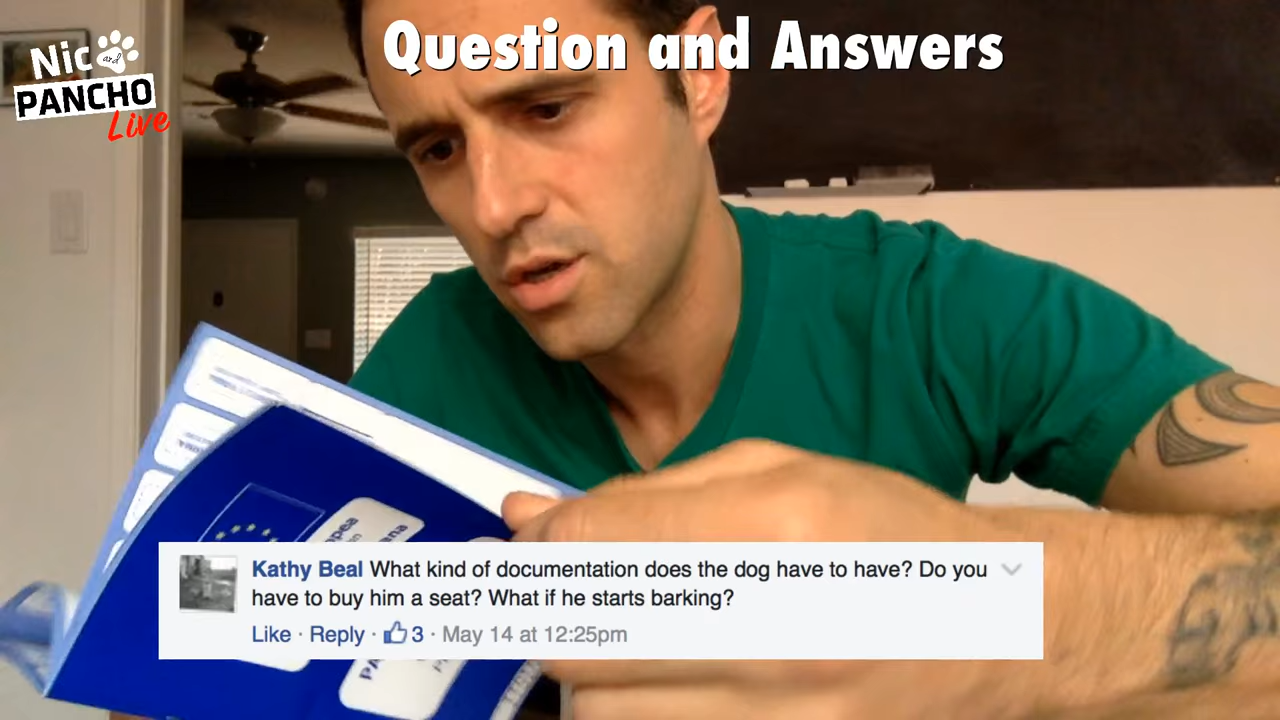 Question and Answers
Nic and
PANCHO
Live
Kathy Beal What kind of documentation does the dog have to have? Do you
have to buy him a seat? What if he starts barking?
Like · Reply · 3 · May 14 at 12:25pm